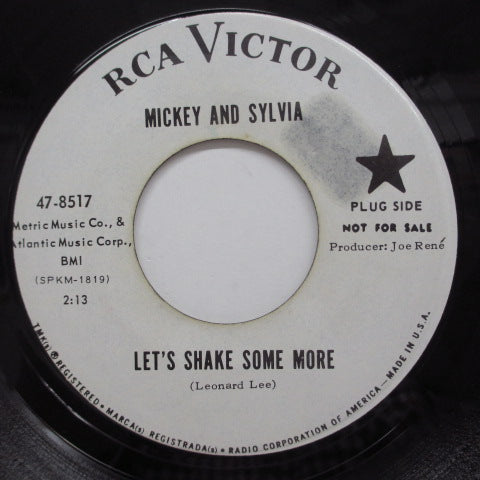 RCA VICTOR
MICKEY AND SYLVIA
47-8517
Metric Music Co., &
Atlantic Music Corp.,
BMI
(SPKM-1819)
2:13
PLUG SIDE
NOT FOR SALE
Producer: Joe René
LET'S SHAKE SOME MORE
(Leonard Lee)
TMK(s) ® REGISTERED • MARCA(s) REGISTRADA(s) • RADIO CORPORATION OF AMERICA—MADE IN U.S.A.